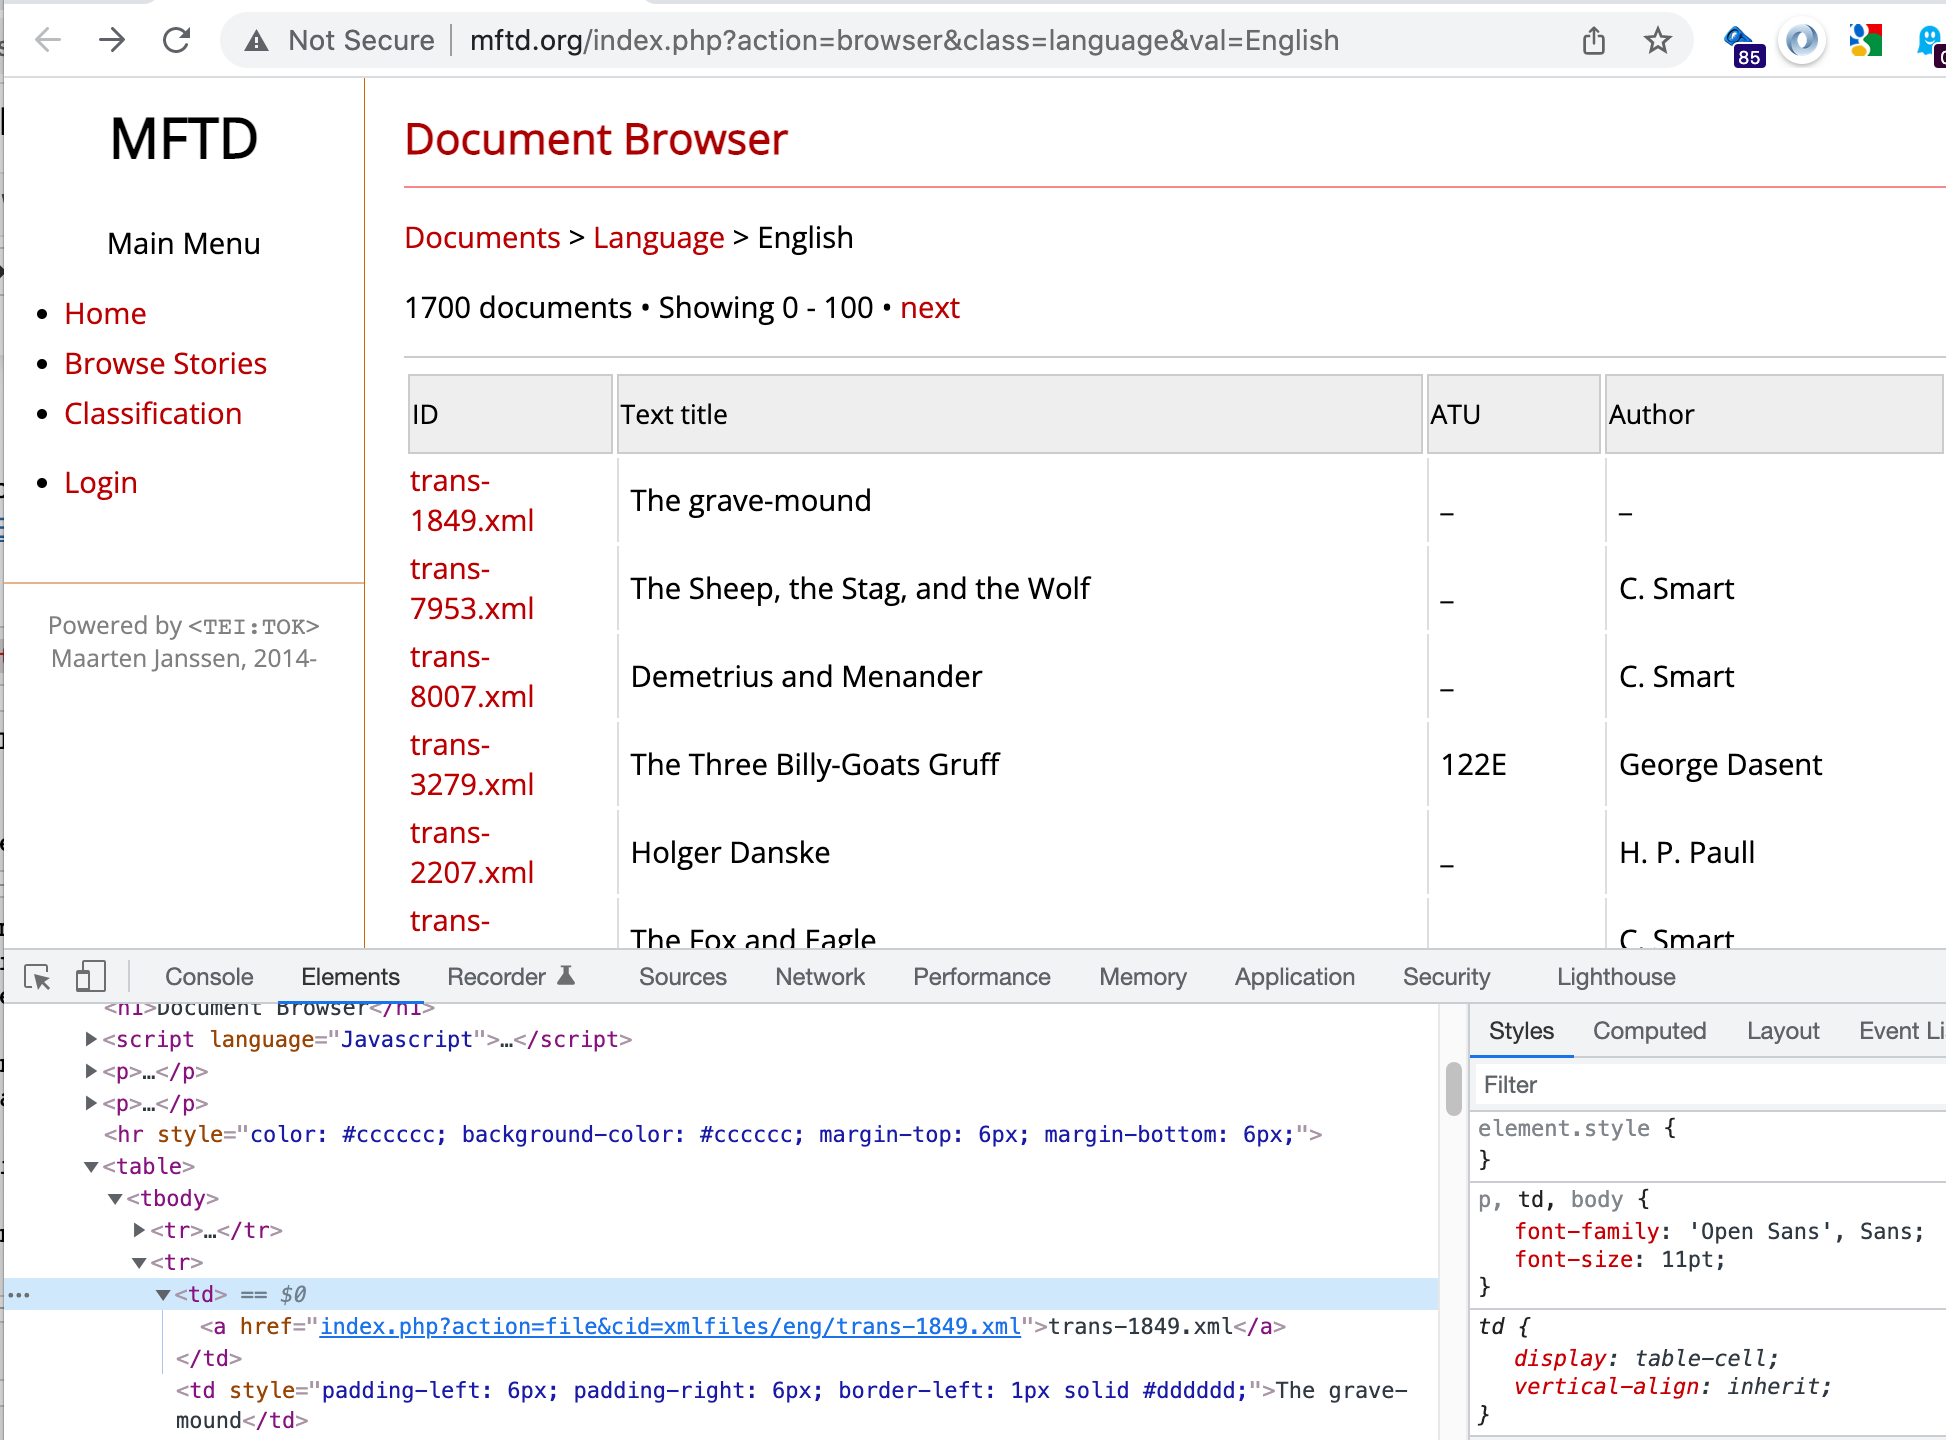 Not Secure
mftd.org/index.php?action=browser&class=language&val=English
85
MFTD
Main Menu
Home
Browse Stories
Classification
Login
Powered by <TEI:TOK>
Maarten Janssen, 2014-
Document Browser
Documents > Language > English
1700 documents • Showing 0 - 100 • next
ID Text title ATU Author
trans-
1849.xml The grave-mound _ _
trans-
7953.xml The Sheep, the Stag, and the Wolf _ C. Smart
trans-
8007.xml Demetrius and Menander _ C. Smart
trans-
3279.xml The Three Billy-Goats Gruff 122E George Dasent
trans-
2207.xml Holger Danske _ H. P. Paull
trans-
The Fox and Eagle C. Smart
Console Elements Recorder Sources Network Performance Memory Application Security Lighthouse
<h1>Document Browser</h1>
<script language="Javascript">…</script>
<p>…</p>
<p>…</p>
<hr style="color: #cccccc; background-color: #cccccc; margin-top: 6px; margin-bottom: 6px;">
<table>
<tbody>
<tr>…</tr>
<tr>
<td> == $0
<a href="index.php?action=file&cid=xmlfiles/eng/trans-1849.xml">trans-1849.xml</a>
</td>
<td style="padding-left: 6px; padding-right: 6px; border-left: 1px solid #dddddd;">The grave-
mound</td>
Styles Computed Layout Event Li
Filter
element.style {
}
p, td, body {
font-family: 'Open Sans', Sans;
font-size: 11pt;
}
td {
display: table-cell;
vertical-align: inherit;
}